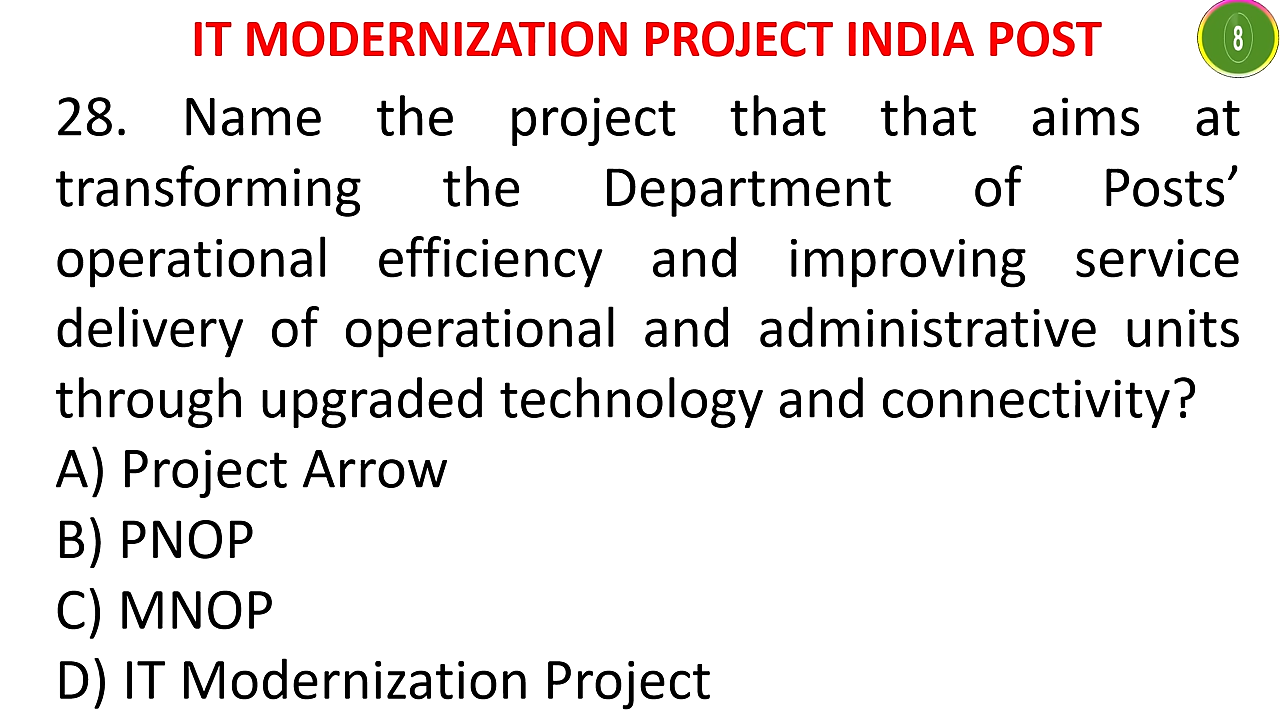 IT MODERNIZATION PROJECT INDIA POST
8
28. Name the project that that aims at
transforming the Department of Posts’
operational efficiency and improving service
delivery of operational and administrative units
through upgraded technology and connectivity?
A) Project Arrow
B) PNOP
C) MNOP
D) IT Modernization Project